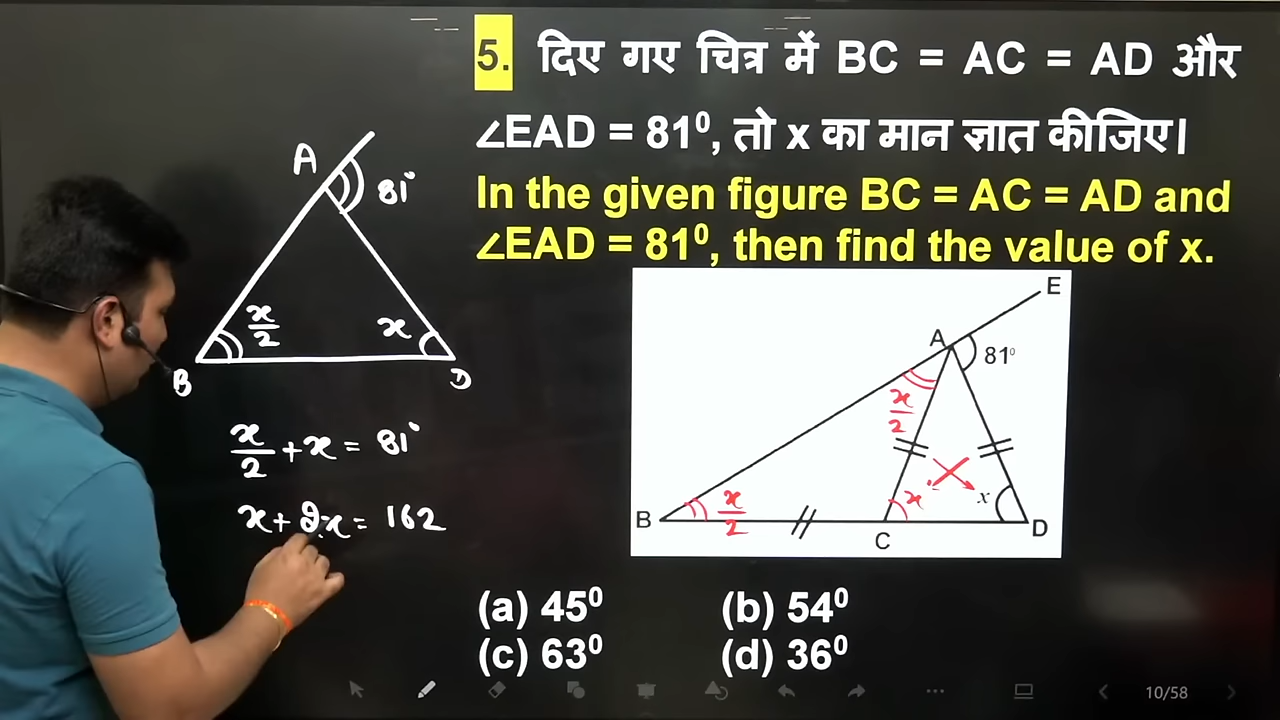 5. दिए गए चित्र में BC = AC = AD और
∠EAD = 81⁰, तो x का मान ज्ञात कीजिए।
In the given figure BC = AC = AD and
∠EAD = 81⁰, then find the value of x.
A
81°
x/2
x
B
D
x/2 + x = 81°
x + 2x = 162
E
A
81⁰
x/2
x/2
x
x
B
C
D
(a) 45⁰ (b) 54⁰
(c) 63⁰ (d) 36⁰
10/58